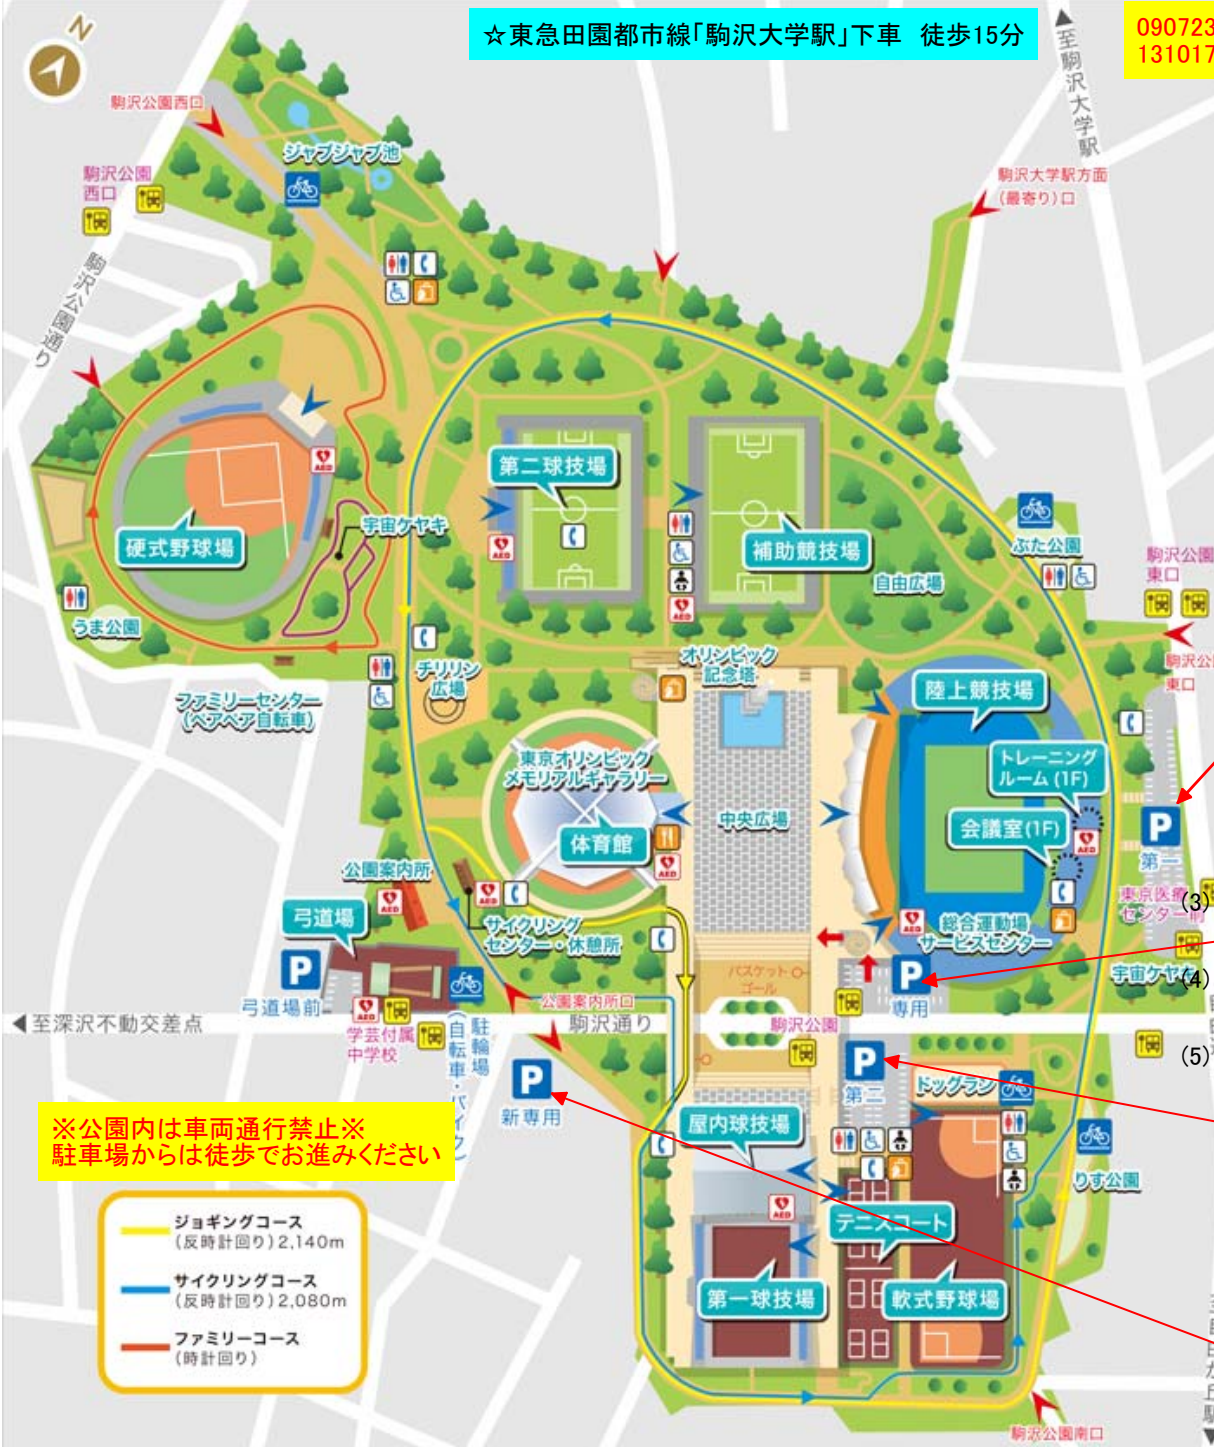 N
☆東急田園都市線「駒沢大学駅」下車 徒歩15分
090723
131017
▲至駒沢大学駅
駒沢公園西口
ジャブジャブ池
駒沢公園
西口
駒沢大学駅方面
(最寄り)口
駒沢公園通り
第二球技場
補助競技場
硬式野球場
宇宙ケヤキ
AED
AED
AED
自由広場
ぶた公園
駒沢公園
東口
うま公園
駒沢公
東口
チリリン
広場
オリンピック
記念塔
ファミリーセンター
(ペアペア自転車)
陸上競技場
東京オリンピック
メモリアルギャラリー
トレーニング
ルーム(1F)
中央広場
体育館
会議室(1F)
AED
P
第一
AED
公園案内所
AED
AED
弓道場
サイクリング
センター・休憩所
AED
総合運動場
サービスセンター
東京医療
センター前
(3)
P
弓道場前
バスケット
ゴール
P
専用
宇宙ケヤキ
(4)
AED
公園案内所口
◀至深沢不動交差点
学芸付属
中学校
駐輪場
(自転車・バイク)
駒沢通り
駒沢公園
(5)
P
新専用
P
第二
ドッグラン
※公園内は車両通行禁止※
駐車場からは徒歩でお進みください
屋内球技場
りす公園
AED
テニスコート
ジョギングコース
(反時計回り)2,140m
サイクリングコース
(反時計回り)2,080m
ファミリーコース
(時計回り)
第一球技場
軟式野球場
駒沢公園南口